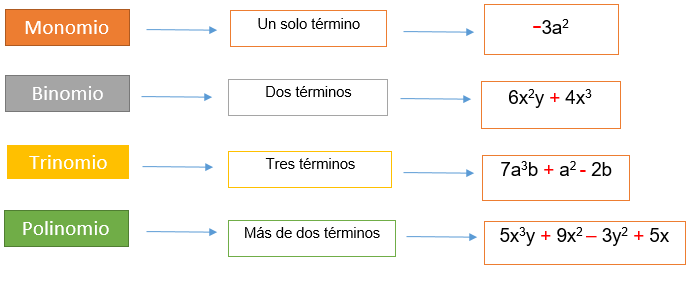 Monomio Un solo término −3a²
Binomio Dos términos 6x²y + 4x³
Trinomio Tres términos 7a³b + a² - 2b
Polinomio Más de dos términos 5x³y + 9x² – 3y² + 5x